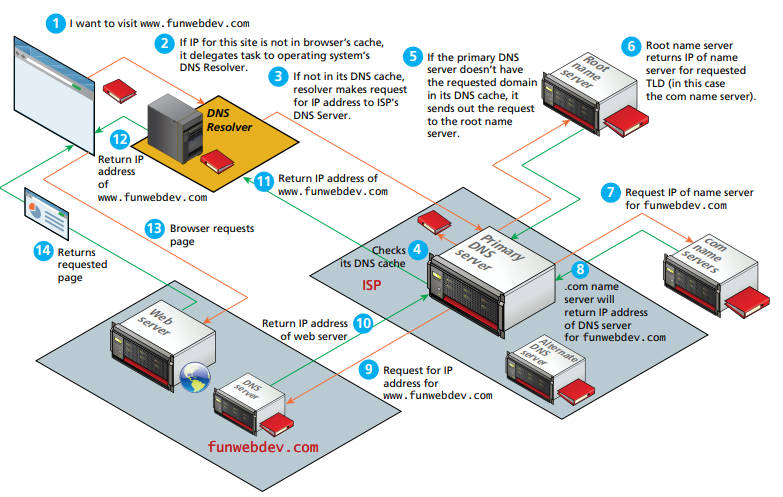 1 I want to visit www.funwebdev.com
2 If IP for this site is not in browser's cache,
it delegates task to operating system's
DNS Resolver.
3 If not in its DNS cache,
resolver makes request
for IP address to ISP's
DNS Server.
DNS
Resolver
4 Checks
its DNS cache
ISP
Primary
DNS
server
Alternate
DNS
server
5 If the primary DNS
server doesn't have
the requested domain
in its DNS cache, it
sends out the request
to the root name
server.
Root
name
server
6 Root name server
returns IP of name
server for requested
TLD (in this case
the com name server).
7 Request IP of name server
for funwebdev.com
com
name
servers
8
.com name
server will
return IP address
of DNS server
for funwebdev.com
9 Request for IP
address for
www.funwebdev.com
Return IP address 10
of web server
11 Return IP address of
www.funwebdev.com
12
Return IP
address
of
www.funwebdev.com
13 Browser requests
page
14 Returns
requested
page
Web
server
DNS
server
funwebdev.com